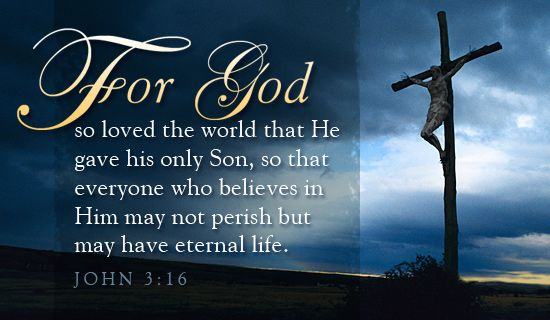 For God
so loved the world that He
gave his only Son, so that
everyone who believes in
Him may not perish but
may have eternal life.
JOHN 3:16